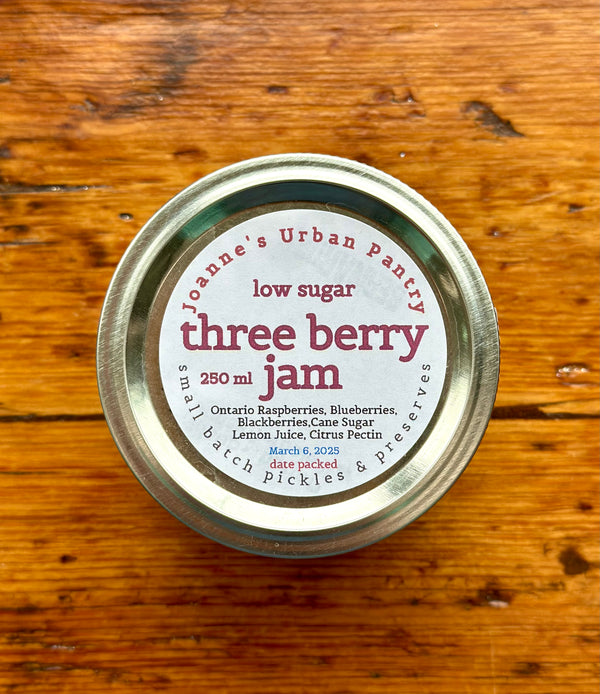 Joanne's Urban Pantry
low sugar
three berry
250 ml jam
Ontario Raspberries, Blueberries,
Blackberries,Cane Sugar
Lemon Juice, Citrus Pectin
March 6, 2025
date packed
small batch pickles & preserves